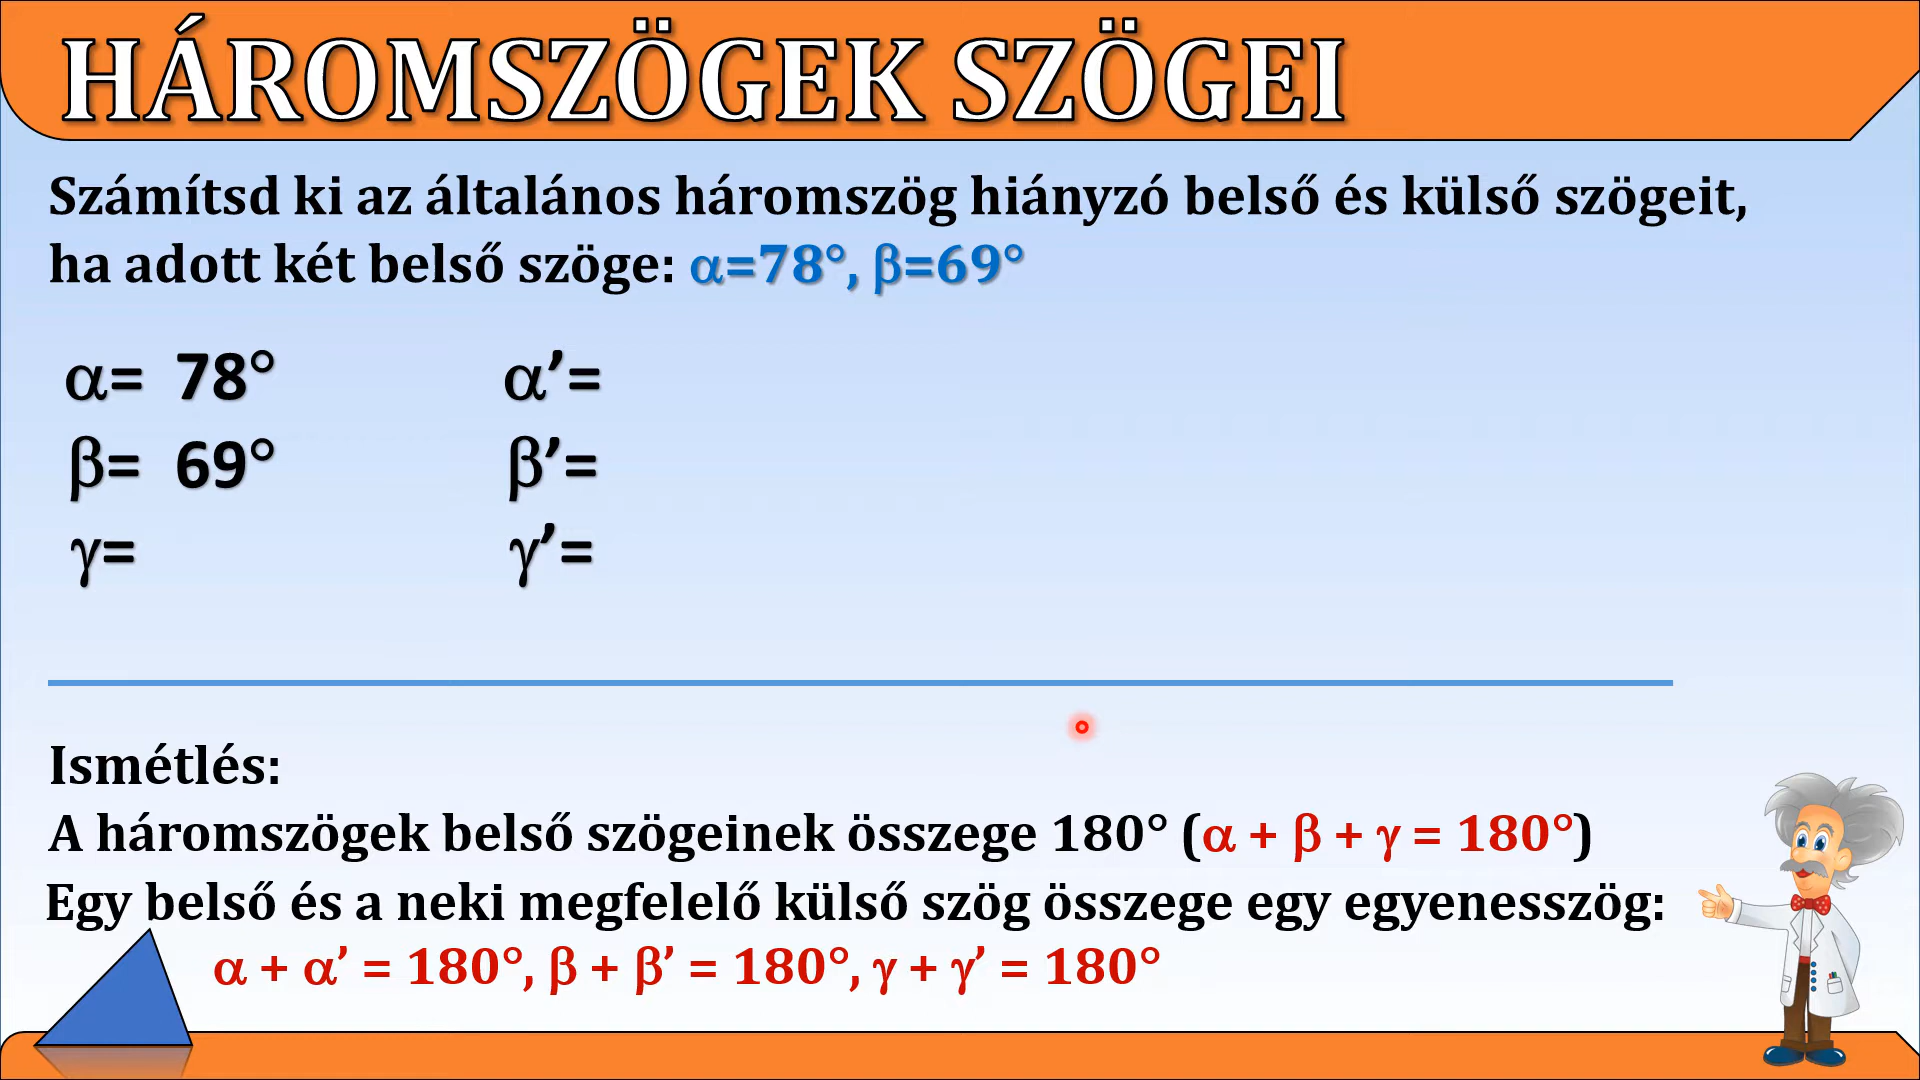 HÁROMSZÖGEK SZÖGEI
Számítsd ki az általános háromszög hiányzó belső és külső szögeit,
ha adott két belső szöge: α=78°, β=69°
α= 78° α’=
β= 69° β’=
γ= γ’=
Ismétlés:
A háromszögek belső szögeinek összege 180° (α + β + γ = 180°)
Egy belső és a neki megfelelő külső szög összege egy egyenesszög:
α + α’ = 180°, β + β’ = 180°, γ + γ’ = 180°